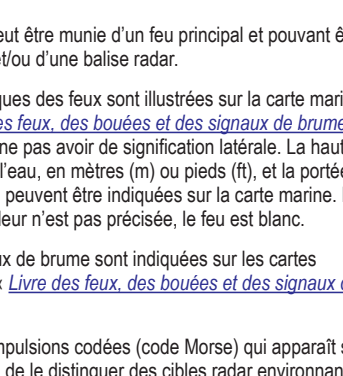 eut être munie d’un feu principal et pouvant ê
et/ou d’une balise radar.
ques des feux sont illustrées sur la carte mari
es feux, des bouées et des signaux de brume
ne pas avoir de signification latérale. La haut
l’eau, en mètres (m) ou pieds (ft), et la portée
peuvent être indiquées sur la carte marine.
leur n’est pas précisée, le feu est blanc.
ux de brume sont indiquées sur les cartes
x Livre des feux, des bouées et des signaux
mpulsions codées (code Morse) qui apparaît s
de le distinguer des cibles radar environnan